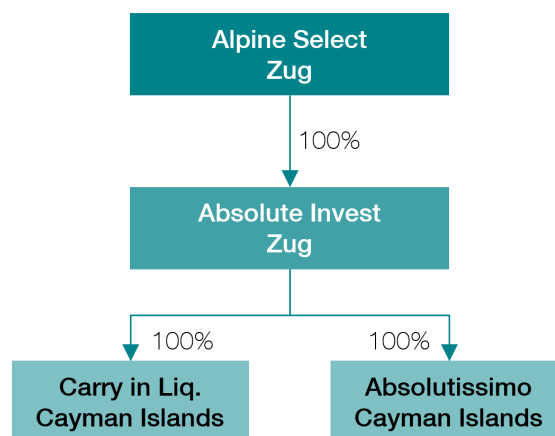 Alpine Select
Zug
100%
Absolute Invest
Zug
100%
100%
Carry in Liq.
Cayman Islands
Absolutissimo
Cayman Islands